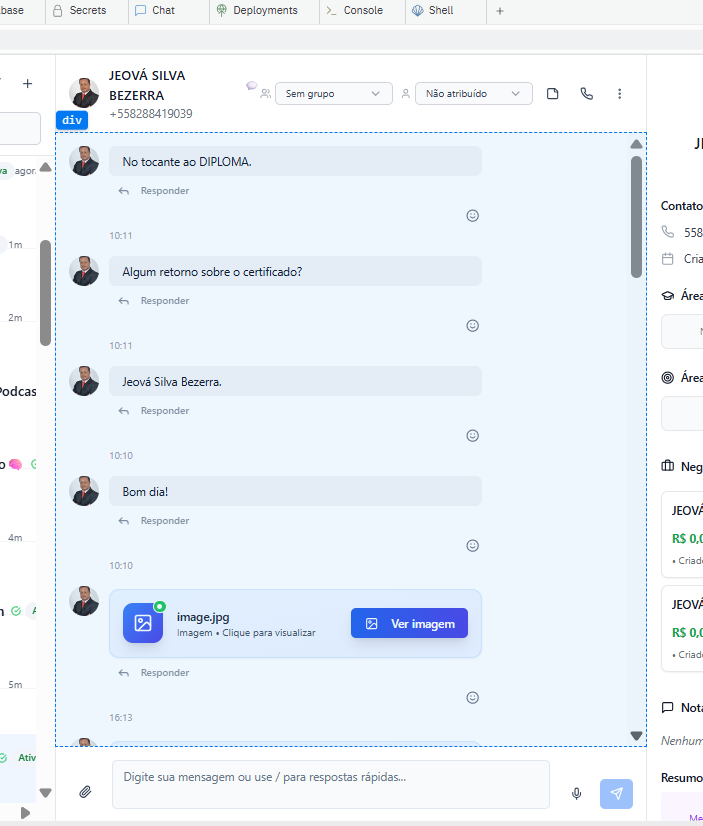 base
Secrets
Chat
Deployments
Console
Shell
JEOVÁ SILVA
BEZERRA
+558288419039
Sem grupo
Não atribuído
div
No tocante ao DIPLOMA.
Responder
10:11
Algum retorno sobre o certificado?
Responder
10:11
Jeová Silva Bezerra.
Responder
10:10
Bom dia!
Responder
10:10
image.jpg
Imagem • Clique para visualizar
Ver imagem
Responder
16:13
Digite sua mensagem ou use / para respostas rápidas...
va agor
1m
2m
Podcas
o
4m
m
5m
Ativ
Contato
558
Cria
Área
Área
Neg
JEOVÁ
R$ 0,0
• Criado
JEOVÁ
R$ 0,0
• Criado
Nota
Nenhum
Resumo
Me